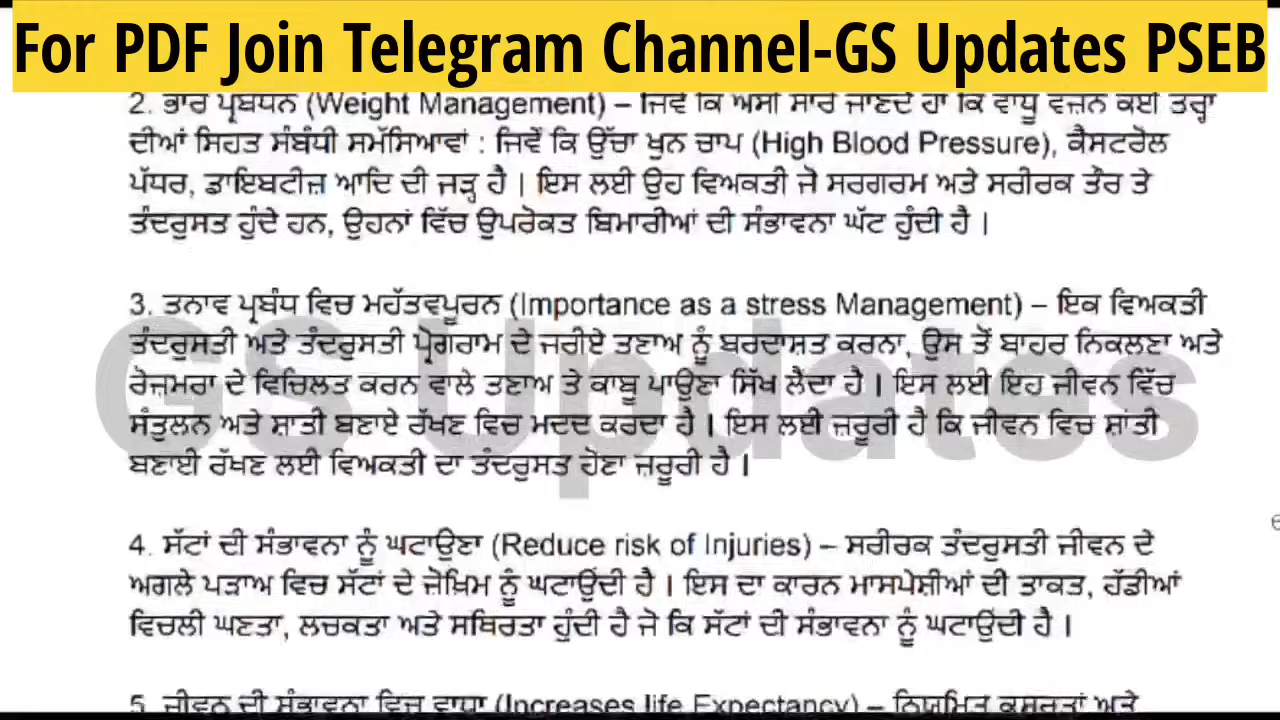 For PDF Join Telegram Channel-GS Updates PSEB
2. ਭਾਰ ਪ੍ਰਬੰਧਨ (Weight Management) – ਜਿਵੇਂ ਕਿ ਅਸੀਂ ਸਾਰੇ ਜਾਣਦੇ ਹਾਂ ਕਿ ਵਾਧੂ ਵਜ਼ਨ ਕਈ ਤਰ੍ਹਾਂ
ਦੀਆਂ ਸਿਹਤ ਸੰਬੰਧੀ ਸਮੱਸਿਆਵਾਂ : ਜਿਵੇਂ ਕਿ ਉੱਚਾ ਖੂਨ ਚਾਪ (High Blood Pressure), ਕੈਸਟਰੋਲ
ਪੱਧਰ, ਡਾਇਬਟੀਜ਼ ਆਦਿ ਦੀ ਜੜ੍ਹ ਹੈ | ਇਸ ਲਈ ਉਹ ਵਿਅਕਤੀ ਜੋ ਸਰਗਰਮ ਅਤੇ ਸਰੀਰਕ ਤੌਰ ਤੇ
ਤੰਦਰੁਸਤ ਹੁੰਦੇ ਹਨ, ਉਹਨਾਂ ਵਿੱਚ ਉਪਰੋਕਤ ਬਿਮਾਰੀਆਂ ਦੀ ਸੰਭਾਵਨਾ ਘੱਟ ਹੁੰਦੀ ਹੈ |
3. ਤਨਾਵ ਪ੍ਰਬੰਧ ਵਿਚ ਮਹੱਤਵਪੂਰਨ (Importance as a stress Management) – ਇਕ ਵਿਅਕਤੀ
ਤੰਦਰੁਸਤੀ ਅਤੇ ਤੰਦਰੁਸਤੀ ਪ੍ਰੋਗਰਾਮ ਦੇ ਜਰੀਏ ਤਣਾਅ ਨੂੰ ਬਰਦਾਸ਼ਤ ਕਰਨਾ, ਉਸ ਤੋਂ ਬਾਹਰ ਨਿਕਲਣਾ ਅਤੇ
ਰੋਜ਼ਮਰਾ ਦੇ ਵਿਚਿਲਤ ਕਰਨ ਵਾਲੇ ਤਣਾਅ ਤੇ ਕਾਬੂ ਪਾਉਣਾ ਸਿੱਖ ਲੈਂਦਾ ਹੈ | ਇਸ ਲਈ ਇਹ ਜੀਵਨ ਵਿੱਚ
ਸੰਤੁਲਨ ਅਤੇ ਸ਼ਾਤੀ ਬਣਾਏ ਰੱਖਣ ਵਿਚ ਮਦਦ ਕਰਦਾ ਹੈ | ਇਸ ਲਈ ਜ਼ਰੂਰੀ ਹੈ ਕਿ ਜੀਵਨ ਵਿਚ ਸ਼ਾਂਤੀ
ਬਣਾਈ ਰੱਖਣ ਲਈ ਵਿਅਕਤੀ ਦਾ ਤੰਦਰੁਸਤ ਹੋਣਾ ਜ਼ਰੂਰੀ ਹੈ |
GS Updates
4. ਸੱਟਾਂ ਦੀ ਸੰਭਾਵਨਾ ਨੂੰ ਘਟਾਉਣਾ (Reduce risk of Injuries) – ਸਰੀਰਕ ਤੰਦਰੁਸਤੀ ਜੀਵਨ ਦੇ
ਅਗਲੇ ਪੜਾਅ ਵਿਚ ਸੱਟਾਂ ਦੇ ਜ਼ੋਖ਼ਿਮ ਨੂੰ ਘਟਾਉਂਦੀ ਹੈ | ਇਸ ਦਾ ਕਾਰਨ ਮਾਸਪੇਸ਼ੀਆਂ ਦੀ ਤਾਕਤ, ਹੱਡੀਆਂ
ਵਿਚਲੀ ਘਣਤਾ, ਲਚਕਤਾ ਅਤੇ ਸਥਿਰਤਾ ਹੁੰਦੀ ਹੈ ਜੋ ਕਿ ਸੱਟਾਂ ਦੀ ਸੰਭਾਵਨਾ ਨੂੰ ਘਟਾਉਂਦੀ ਹੈ |
5. ਜੀਵਨ ਦੀ ਸੰਭਾਵਨਾ ਵਿਚ ਵਾਧਾ (Increases life Expectancy) – ਨਿਯਮਿਤ ਕਸਰਤਾਂ ਅਤੇ